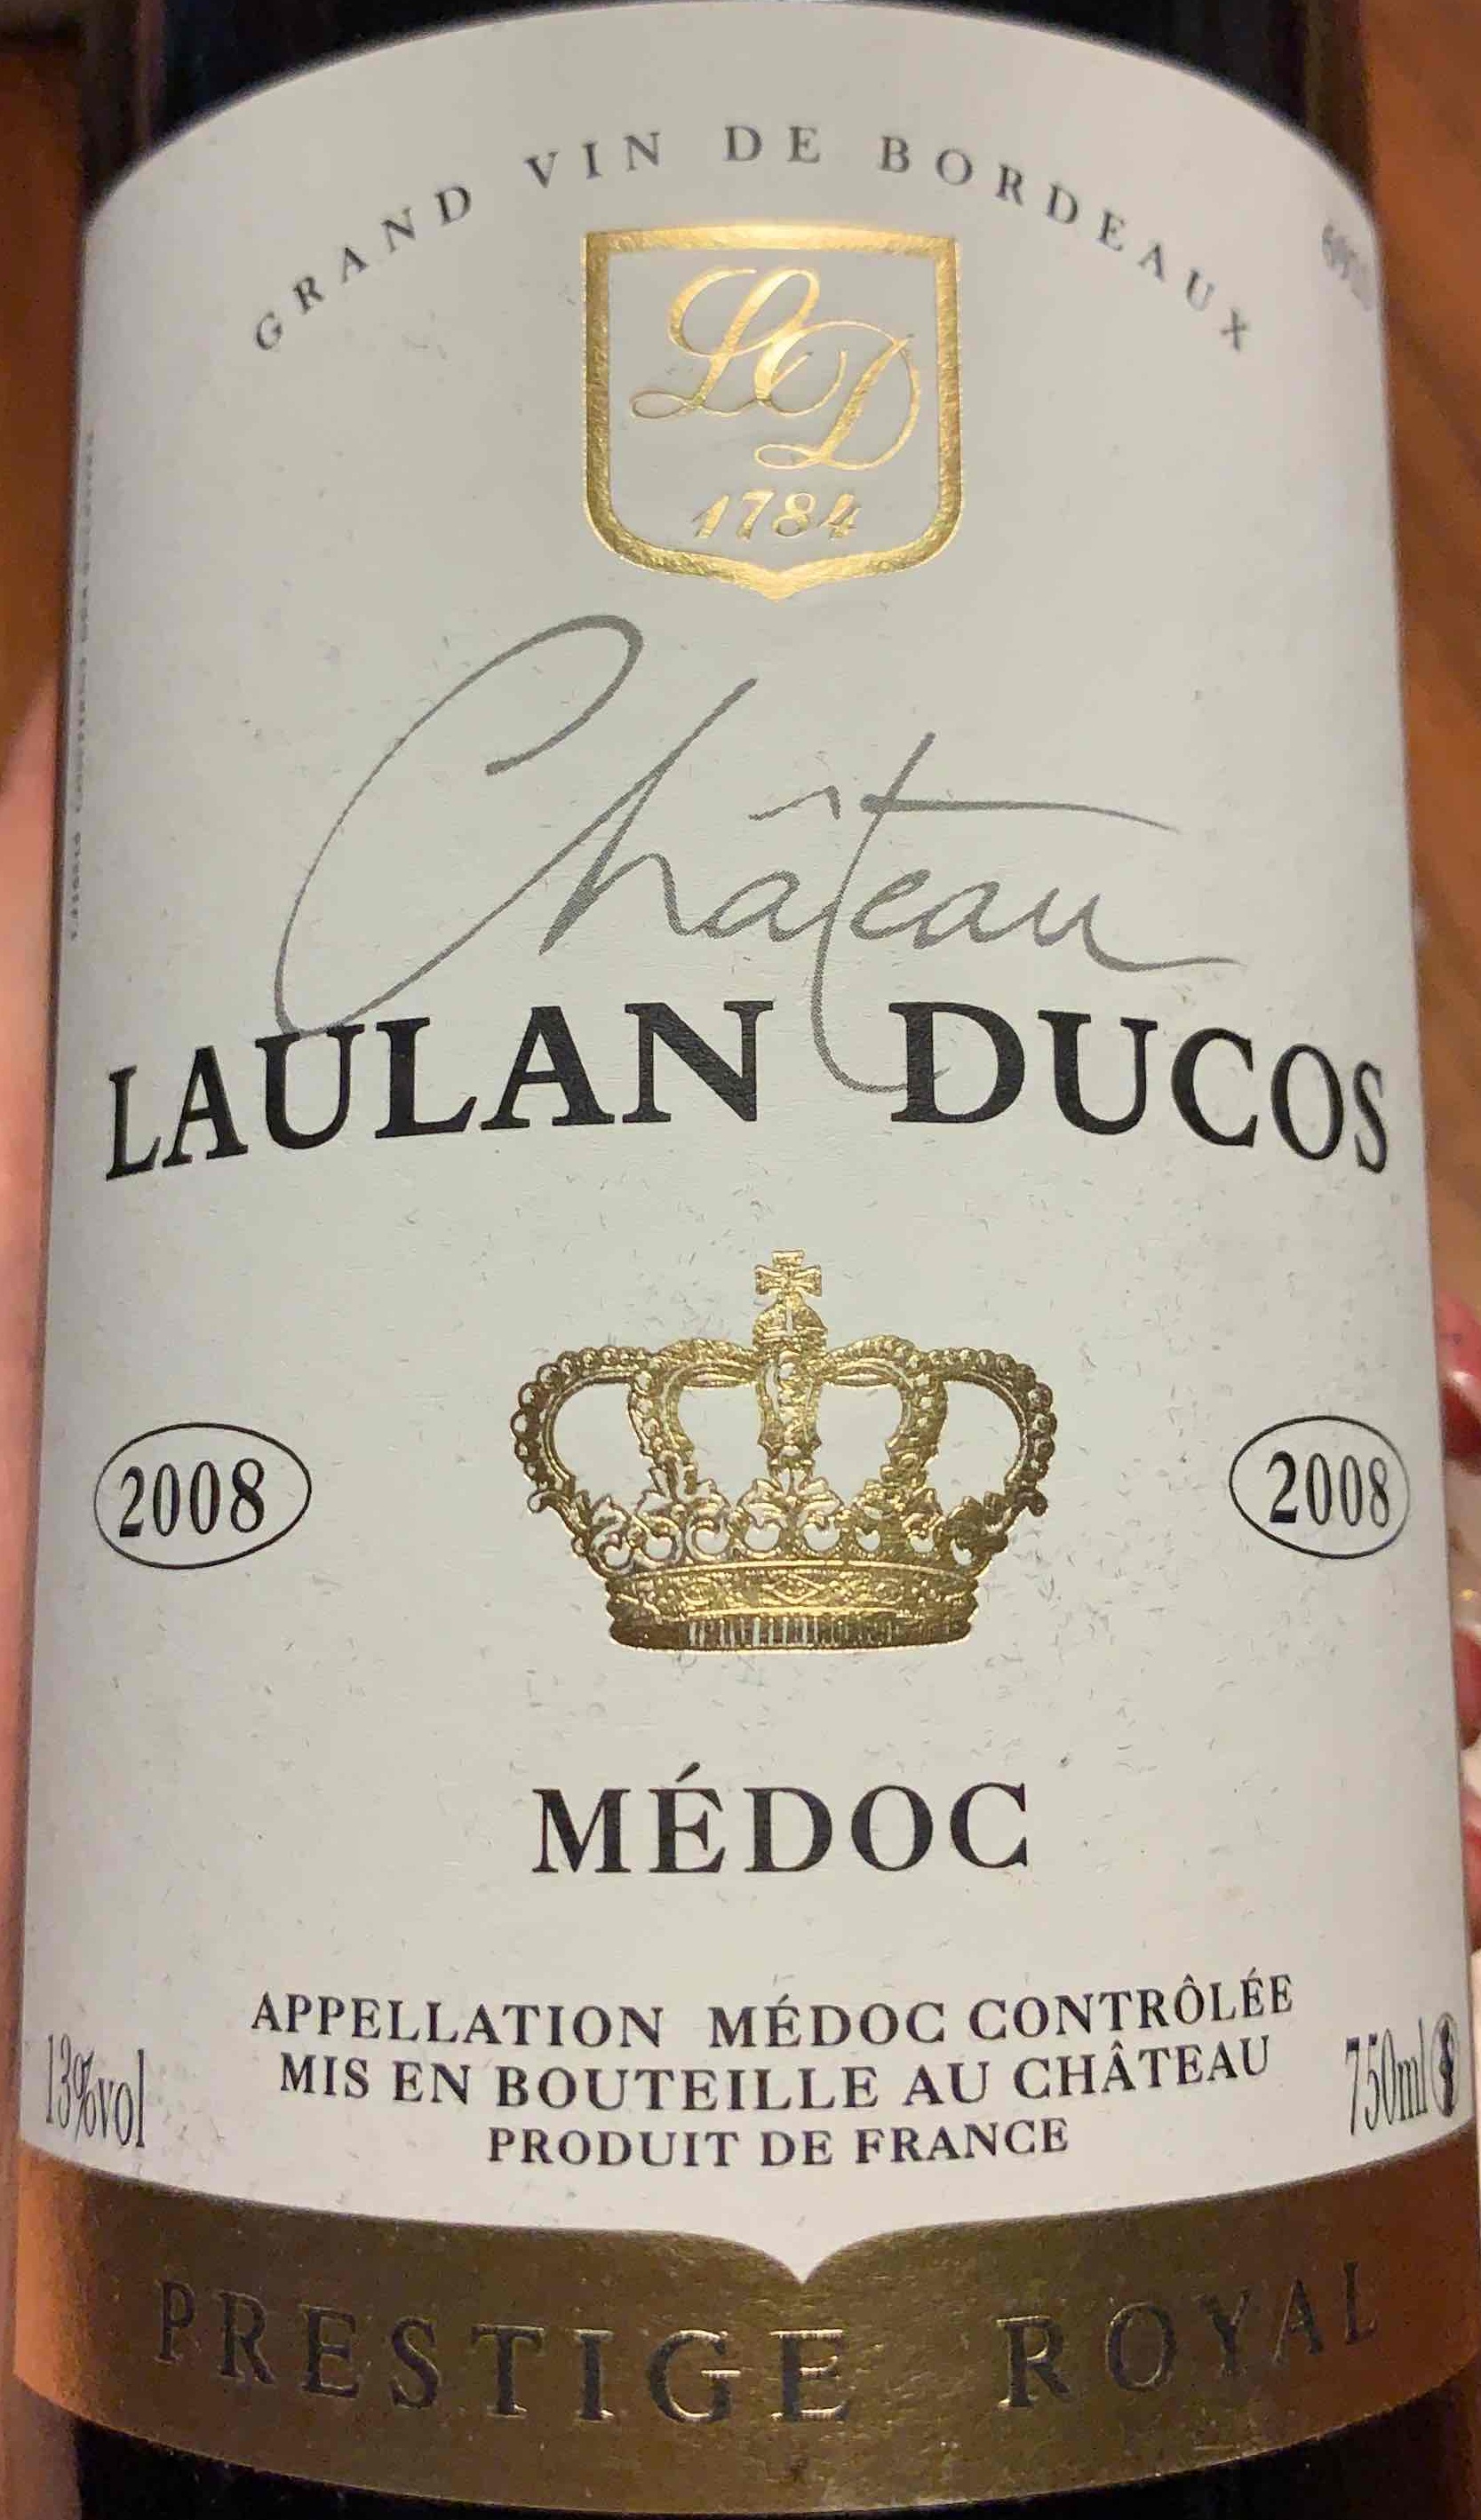 GRAND VIN DE BORDEAUX
LD
1784
Château
LAULAN DUCOS
2008
2008
MÉDOC
APPELLATION MÉDOC CONTRÔLÉE
MIS EN BOUTEILLE AU CHÂTEAU
PRODUIT DE FRANCE
13%vol
750ml
PRESTIGE ROYAL